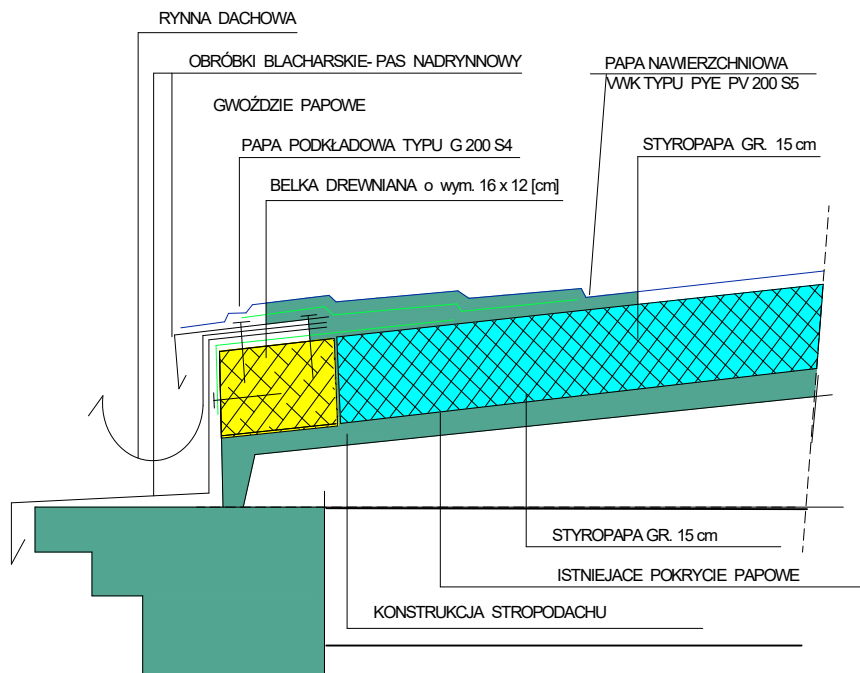 RYNNA DACHOWA
OBRÓBKI BLACHARSKIE- PAS NADRYNNOWY
PAPA NAWIERZCHNIOWA
WK TYPU PYE PV 200 S5
GWOŹDZIE PAPOWE
PAPA PODKŁADOWA TYPU G 200 S4
STYROPAPA GR. 15 cm
BELKA DREWNIANA o wym. 16 x 12 [cm]
STYROPAPA GR. 15 cm
ISTNIEJACE POKRYCIE PAPOWE
KONSTRUKCJA STROPODACHU